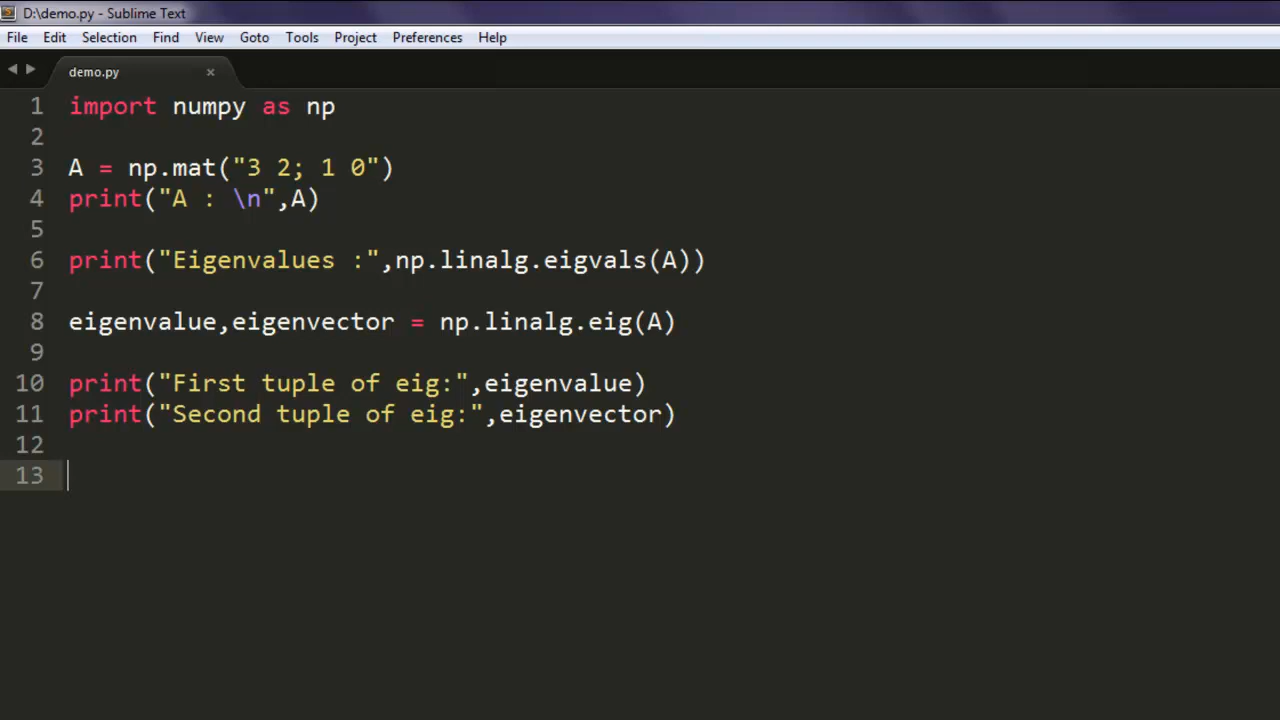 D:\demo.py - Sublime Text
File Edit Selection Find View Goto Tools Project Preferences Help
demo.py ×
1 import numpy as np
2
3 A = np.mat("3 2; 1 0")
4 print("A : \n",A)
5
6 print("Eigenvalues :",np.linalg.eigvals(A))
7
8 eigenvalue,eigenvector = np.linalg.eig(A)
9
10 print("First tuple of eig:",eigenvalue)
11 print("Second tuple of eig:",eigenvector)
12
13